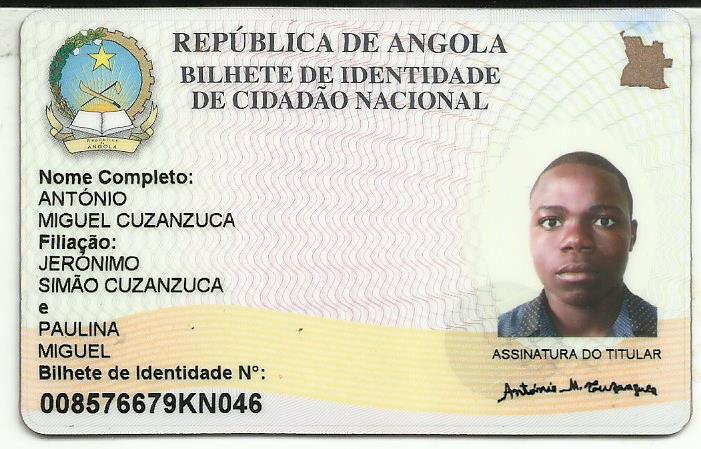 REPÚBLICA DE ANGOLA
BILHETE DE IDENTIDADE
DE CIDADÃO NACIONAL
República
de
ANGOLA
Nome Completo:
ANTÓNIO
MIGUEL CUZANZUCA
Filiação:
JERÓNIMO
SIMÃO CUZANZUCA
e
PAULINA
MIGUEL
Bilhete de Identidade Nº:
008576679KN046
ASSINATURA DO TITULAR
António M. Cuzanzuca